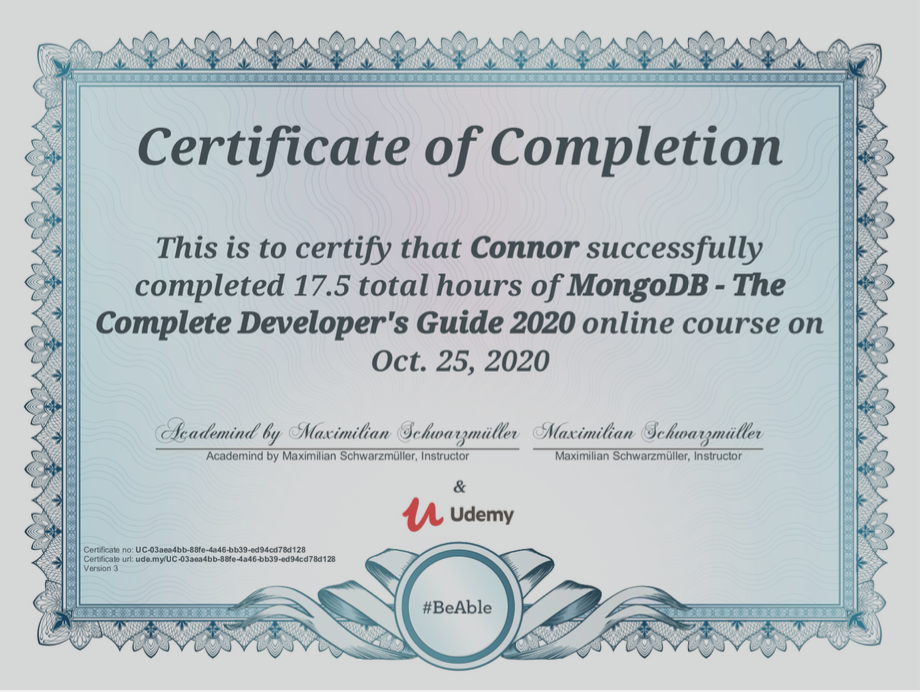 Certificate of Completion
This is to certify that Connor successfully
completed 17.5 total hours of MongoDB - The
Complete Developer's Guide 2020 online course on
Oct. 25, 2020
Academind by Maximilian Schwarzmüller Maximilian Schwarzmüller
Academind by Maximilian Schwarzmüller, Instructor Maximilian Schwarzmüller, Instructor
&
Udemy
Certificate no: UC-03aea4bb-88fe-4a46-bb39-ed94cd78d128
Certificate url: ude.my/UC-03aea4bb-88fe-4a46-bb39-ed94cd78d128
Version 3
#BeAble